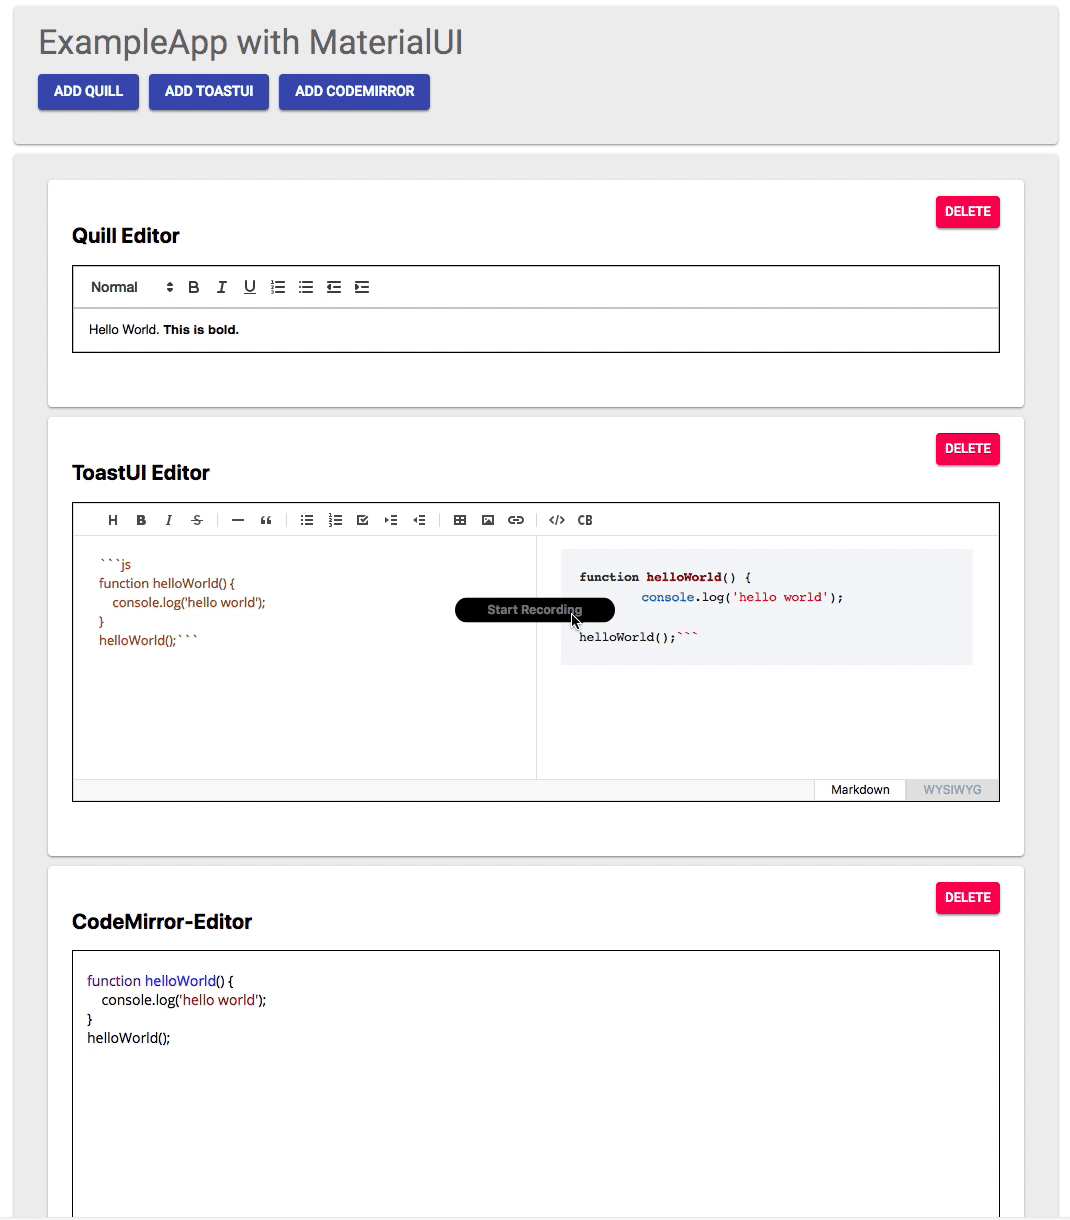 ExampleApp with MaterialUI
ADD QUILL ADD TOASTUI ADD CODEMIRROR
DELETE
Quill Editor
Normal B I U
Hello World. This is bold.
DELETE
ToastUI Editor
H B I S “ </> CB
```js
function helloWorld() {
    console.log('hello world');
}
helloWorld();```
function helloWorld() {
        console.log('hello world');
helloWorld();```
Start Recording
Markdown WYSIWYG
DELETE
CodeMirror-Editor
function helloWorld() {
    console.log('hello world');
}
helloWorld();